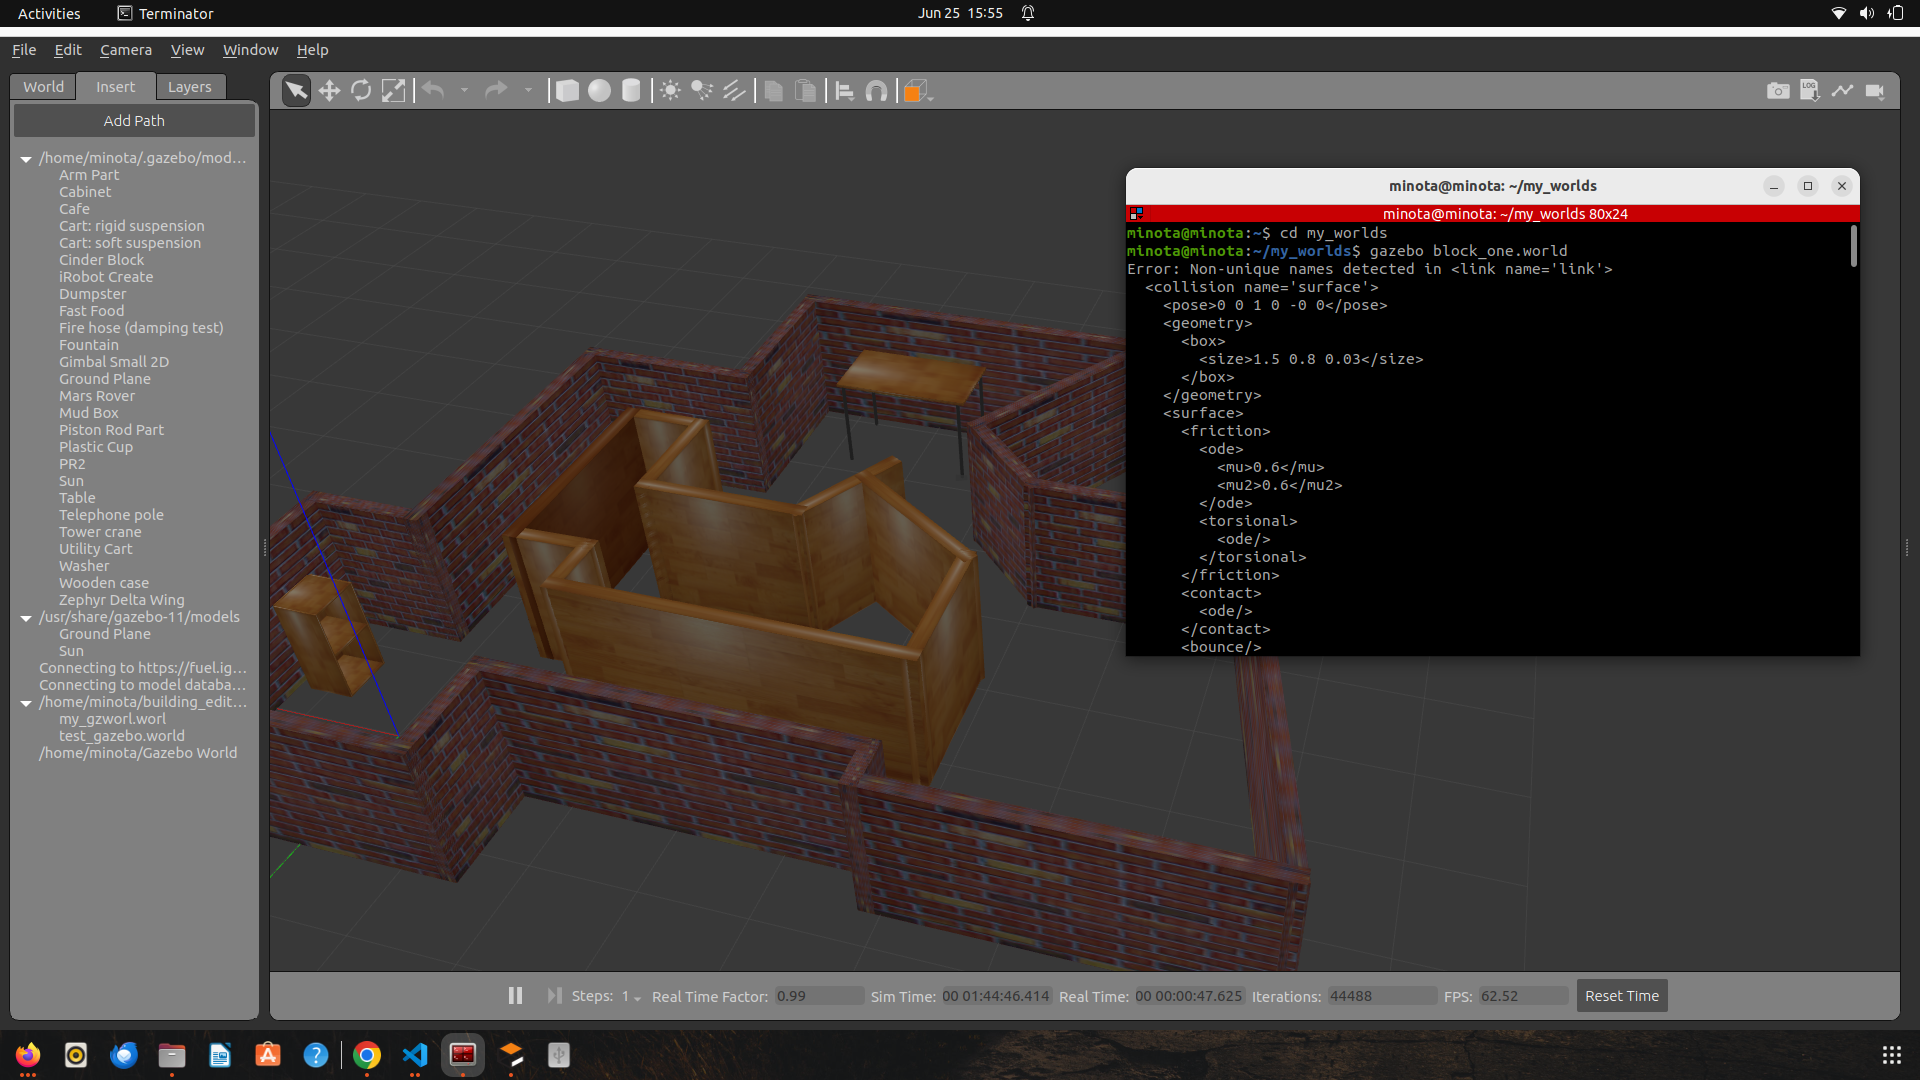 Activities
Terminator
Jun 25 15:55
File Edit Camera View Window Help
World Insert Layers
Add Path
/home/minota/.gazebo/mod…
Arm Part
Cabinet
Cafe
Cart: rigid suspension
Cart: soft suspension
Cinder Block
iRobot Create
Dumpster
Fast Food
Fire hose (damping test)
Fountain
Gimbal Small 2D
Ground Plane
Mars Rover
Mud Box
Piston Rod Part
Plastic Cup
PR2
Sun
Table
Telephone pole
Tower crane
Utility Cart
Washer
Wooden case
Zephyr Delta Wing
/usr/share/gazebo-11/models
Ground Plane
Sun
Connecting to https://fuel.ig…
Connecting to model databa…
/home/minota/building_edit…
my_gzworl.worl
test_gazebo.world
/home/minota/Gazebo World
LOG
minota@minota: ~/my_worlds
minota@minota: ~/my_worlds 80x24
minota@minota:~$ cd my_worlds
minota@minota:~/my_worlds$ gazebo block_one.world
Error: Non-unique names detected in <link name='link'>
<collision name='surface'>
<pose>0 0 1 0 -0 0</pose>
<geometry>
<box>
<size>1.5 0.8 0.03</size>
</box>
</geometry>
<surface>
<friction>
<ode>
<mu>0.6</mu>
<mu2>0.6</mu2>
</ode>
<torsional>
<ode/>
</torsional>
</friction>
<contact>
<ode/>
</contact>
<bounce/>
Steps: 1 Real Time Factor: 0.99 Sim Time: 00 01:44:46.414 Real Time: 00 00:00:47.625 Iterations: 44488 FPS: 62.52 Reset Time